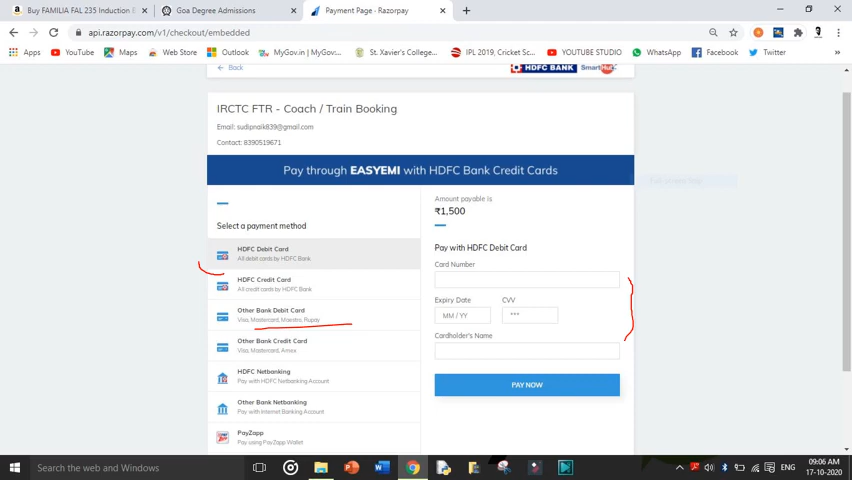 Buy FAMILIA FAL 235 Induction B
Goa Degree Admissions
Payment Page - Razorpay
api.razorpay.com/v1/checkout/embedded
Apps
YouTube
Maps
Web Store
Outlook
MyGov.in | MyGov:...
St. Xavier's College...
IPL 2019, Cricket Sc...
YOUTUBE STUDIO
WhatsApp
Facebook
Twitter
Back
HDFC BANK
SmartHub
IRCTC FTR - Coach / Train Booking
Email: sudipnaik839@gmail.com
Contact: 8390519671
Pay through EASYEMI with HDFC Bank Credit Cards
Select a payment method
HDFC Debit Card
All debit cards by HDFC Bank
HDFC Credit Card
All credit cards by HDFC Bank
Other Bank Debit Card
Visa, Mastercard, Maestro, Rupay
Other Bank Credit Card
Visa, Mastercard, Amex
HDFC Netbanking
Pay with HDFC Netbanking Account
Other Bank Netbanking
Pay with Internet Banking Account
PayZapp
Pay using PayZapp Wallet
Amount payable is
₹1,500
Pay with HDFC Debit Card
Card Number
Expiry Date
CVV
MM / YY
***
Cardholder's Name
PAY NOW
Search the web and Windows
ENG
09:06 AM
17-10-2020